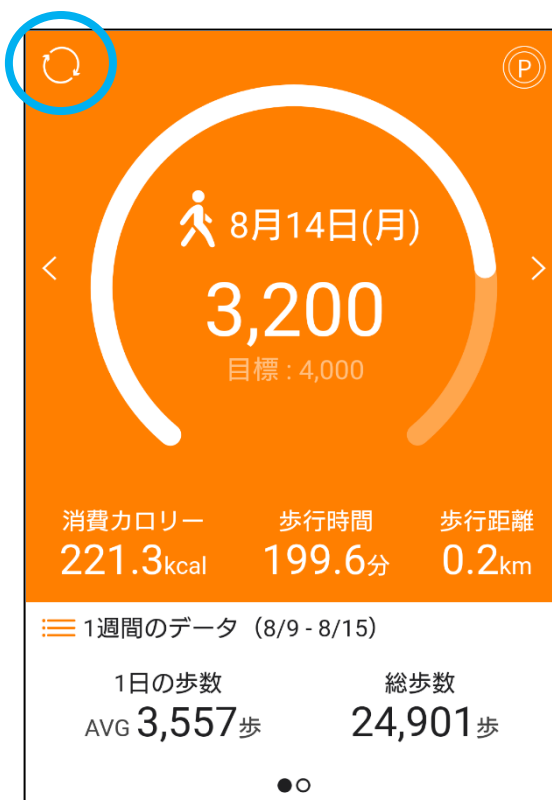 P
8月14日(月)
3,200
目標 : 4,000
消費カロリー 歩行時間 歩行距離
221.3kcal 199.6分 0.2km
1週間のデータ（8/9 - 8/15）
1日の歩数 総歩数
AVG 3,557歩 24,901歩